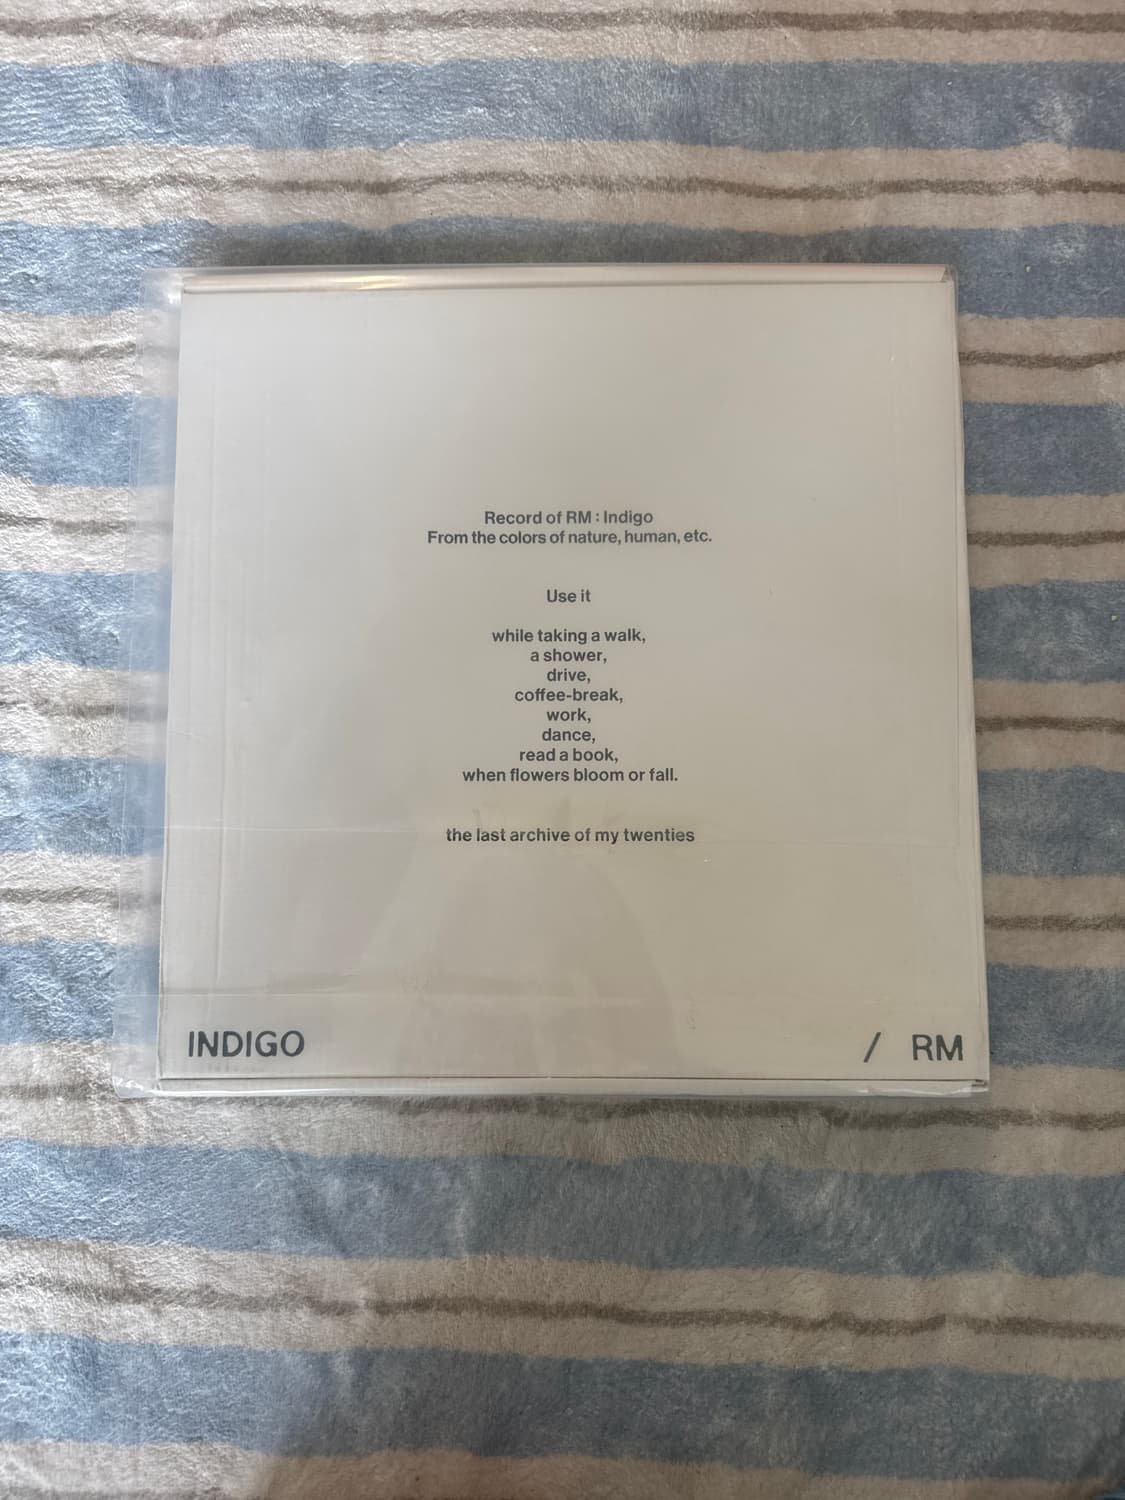 Record of RM : Indigo
From the colors of nature, human, etc.
Use it
while taking a walk,
a shower,
drive,
coffee-break,
work,
dance,
read a book,
when flowers bloom or fall.
the last archive of my twenties
INDIGO / RM